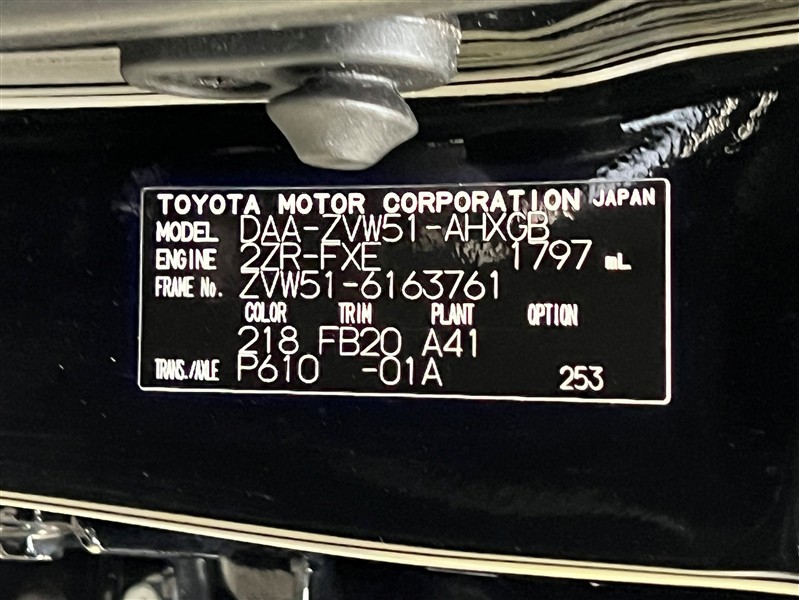 TOYOTA MOTOR CORPORATION JAPAN
MODEL DAA-ZVW51-AHXGB
ENGINE 2ZR-FXE 1797 mL
FRAME No. ZVW51-6163761
COLOR TRIM PLANT OPTION
218 FB20 A41
TRANS./AXLE P610 -01A 253